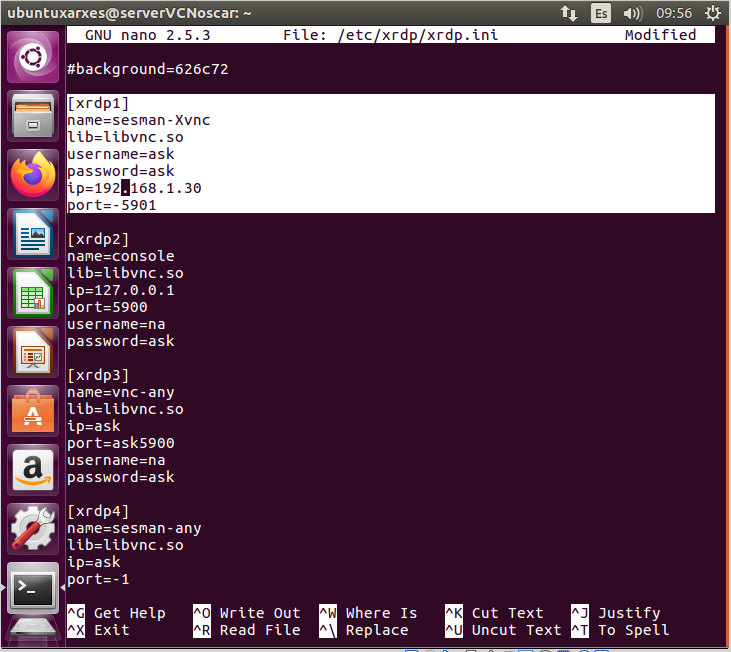 ubuntuxarxes@serverVCNoscar: ~ Es 09:56
GNU nano 2.5.3 File: /etc/xrdp/xrdp.ini Modified
#background=626c72
[xrdp1]
name=sesman-Xvnc
lib=libvnc.so
username=ask
password=ask
ip=192.168.1.30
port=-5901
[xrdp2]
name=console
lib=libvnc.so
ip=127.0.0.1
port=5900
username=na
password=ask
[xrdp3]
name=vnc-any
lib=libvnc.so
ip=ask
port=ask5900
username=na
password=ask
[xrdp4]
name=sesman-any
lib=libvnc.so
ip=ask
port=-1
^G Get Help ^O Write Out ^W Where Is ^K Cut Text ^J Justify
^X Exit ^R Read File ^\ Replace ^U Uncut Text ^T To Spell